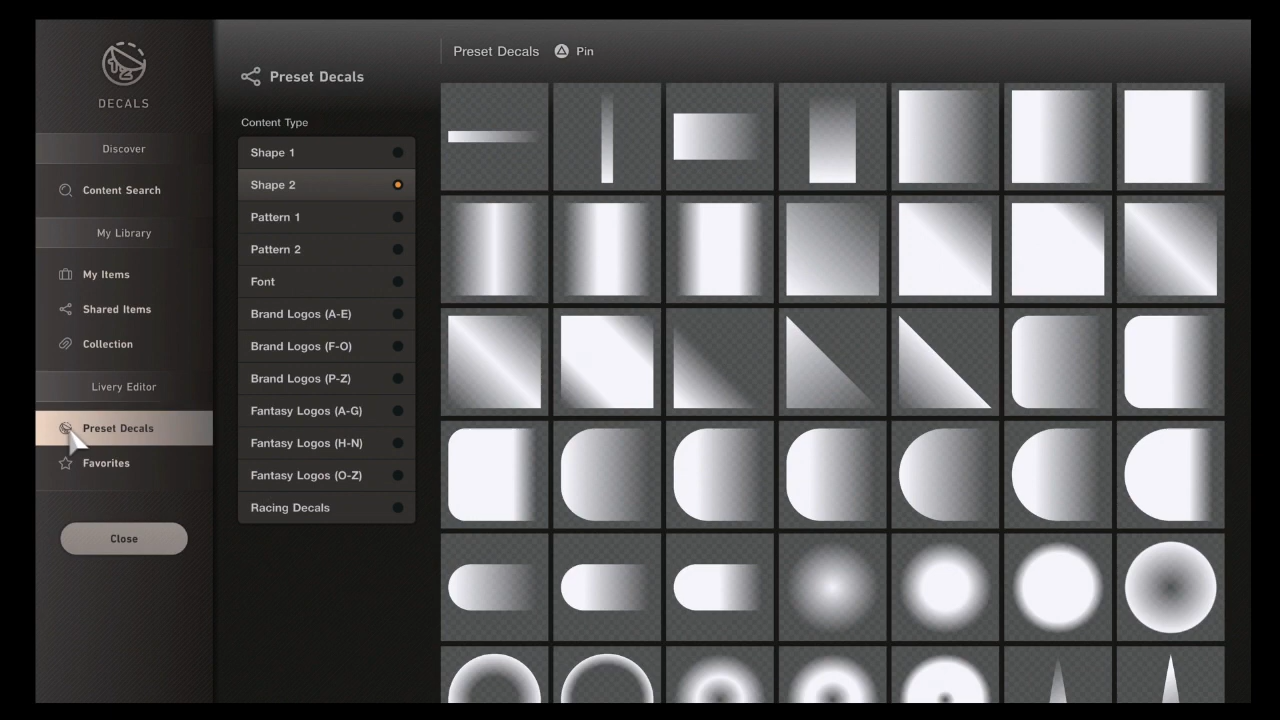 DECALS
Discover
Content Search
My Library
My Items
Shared Items
Collection
Livery Editor
Preset Decals
Favorites
Close
Preset Decals
Content Type
Shape 1
Shape 2
Pattern 1
Pattern 2
Font
Brand Logos (A-E)
Brand Logos (F-O)
Brand Logos (P-Z)
Fantasy Logos (A-G)
Fantasy Logos (H-N)
Fantasy Logos (O-Z)
Racing Decals
Preset Decals Pin